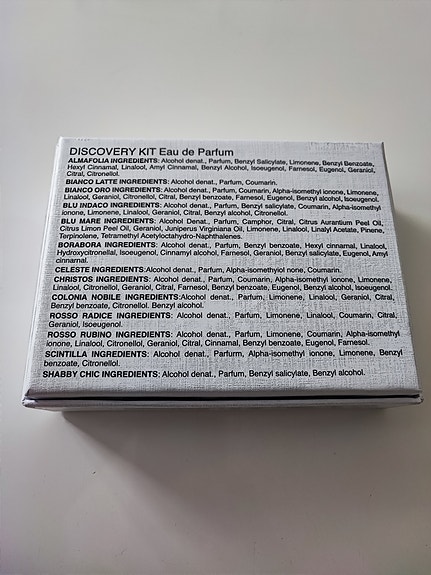 DISCOVERY KIT Eau de Parfum
ALMAFOLIA INGREDIENTS: Alcohol denat., Parfum, Benzyl Salicylate, Limonene, Benzyl Benzoate,
Hexyl Cinnamal, Linalool, Amyl Cinnamal, Benzyl Alcohol, Isoeugenol, Farnesol, Eugenol, Geraniol,
Citral, Citronellol.
BIANCO LATTE INGREDIENTS: Alcohol denat., Parfum, Coumarin.
BIANCO ORO INGREDIENTS: Alcohol denat., Parfum, Coumarin, Alpha-isomethyl ionone, Limonene,
Linalool, Geraniol, Citronellol, Citral, Benzyl benzoate, Farnesol, Eugenol, Benzyl alcohol, Isoeugenol.
BLU INDACO INGREDIENTS: Alcohol denat., Parfum, Benzyl salicylate, Coumarin, Alpha-isomethyl
ionone, Limonene, Linalool, Geraniol, Citral, Benzyl alcohol, Citronellol.
BLU MARE INGREDIENTS: Alcohol denat., Parfum, Camphor, Citral, Citrus Aurantium Peel Oil,
Citrus Limon Peel Oil, Geraniol, Juniperus Virginiana Oil, Limonene, Linalool, Linalyl Acetate, Pinene,
Terpinolene, Tetramethyl Acetyloctahydro-Naphthalenes.
BORABORA INGREDIENTS: Alcohol denat., Parfum, Benzyl benzoate, Hexyl cinnamal, Linalool,
Hydroxycitronellal, Isoeugenol, Cinnamyl alcohol, Farnesol, Geraniol, Benzyl salicylate, Eugenol, Amyl
cinnamal.
CELESTE INGREDIENTS:Alcohol denat., Parfum, Alpha-isomethyiol none, Coumarin.
CHRISTOS INGREDIENTS: Alcohol denat., Parfum, Coumarin, Alpha-isomethyl ionone, Limonene,
Linalool, Citronellol, Geraniol, Citral, Farnesol, Benzyl benzoate, Eugenol, Benzyl alcohol, Isoeugenol.
COLONIA NOBILE INGREDIENTS:Alcohol denat., Parfum, Limonene, Linalool, Geraniol, Citral,
Benzyl benzoate, Citronellol. Benzyl alcohol.
ROSSO RADICE INGREDIENTS: Alcohol denat., Parfum, Limonene, Linalool, Coumarin, Citral,
Geraniol, Isoeugenol.
ROSSO RUBINO INGREDIENTS: Alcohol denat., Parfum, Limonene, Coumarin, Alpha-isomethyl
ionone, Linalool, Citronellol, Geraniol, Citral, Cinnamal, Benzyl benzoate, Eugenol, Farnesol.
SCINTILLA INGREDIENTS: Alcohol denat., Parfurm, Alpha-isomethyl ionone, Limonene, Benzyl
benzoate, Citronellol.
SHABBY CHIC INGREDIENTS: Alcohol denat., Parfum, Benzyl salicylate, Benzyl alcohol.